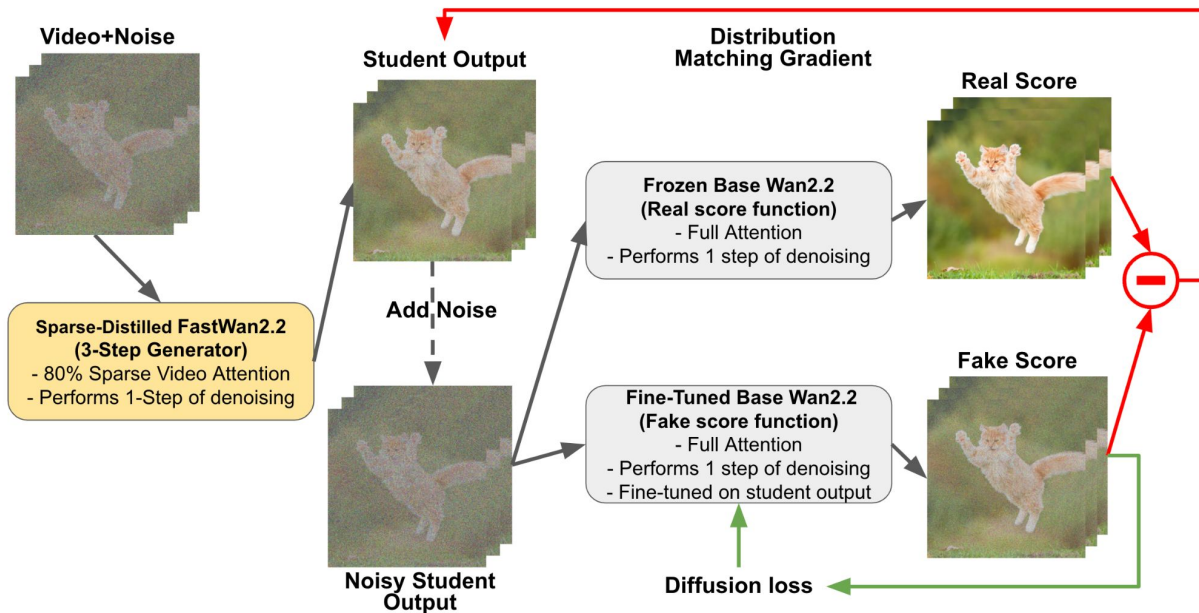 Video+Noise
Student Output
Distribution
Matching Gradient
Real Score
Sparse-Distilled FastWan2.2
(3-Step Generator)
- 80% Sparse Video Attention
- Performs 1-Step of denoising
Add Noise
Frozen Base Wan2.2
(Real score function)
- Full Attention
- Performs 1 step of denoising
Fake Score
Fine-Tuned Base Wan2.2
(Fake score function)
- Full Attention
- Performs 1 step of denoising
- Fine-tuned on student output
Noisy Student
Output
Diffusion loss